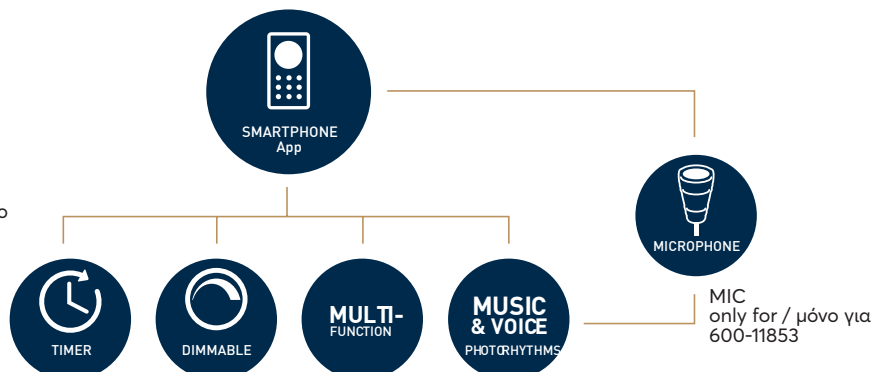 SMARTPHONE
App
ο
MICROPHONE
TIMER
DIMMABLE
MULTI-
FUNCTION
MUSIC
& VOICE
PHOTORHYTHMS
MIC
only for / μόνο για
600-11853